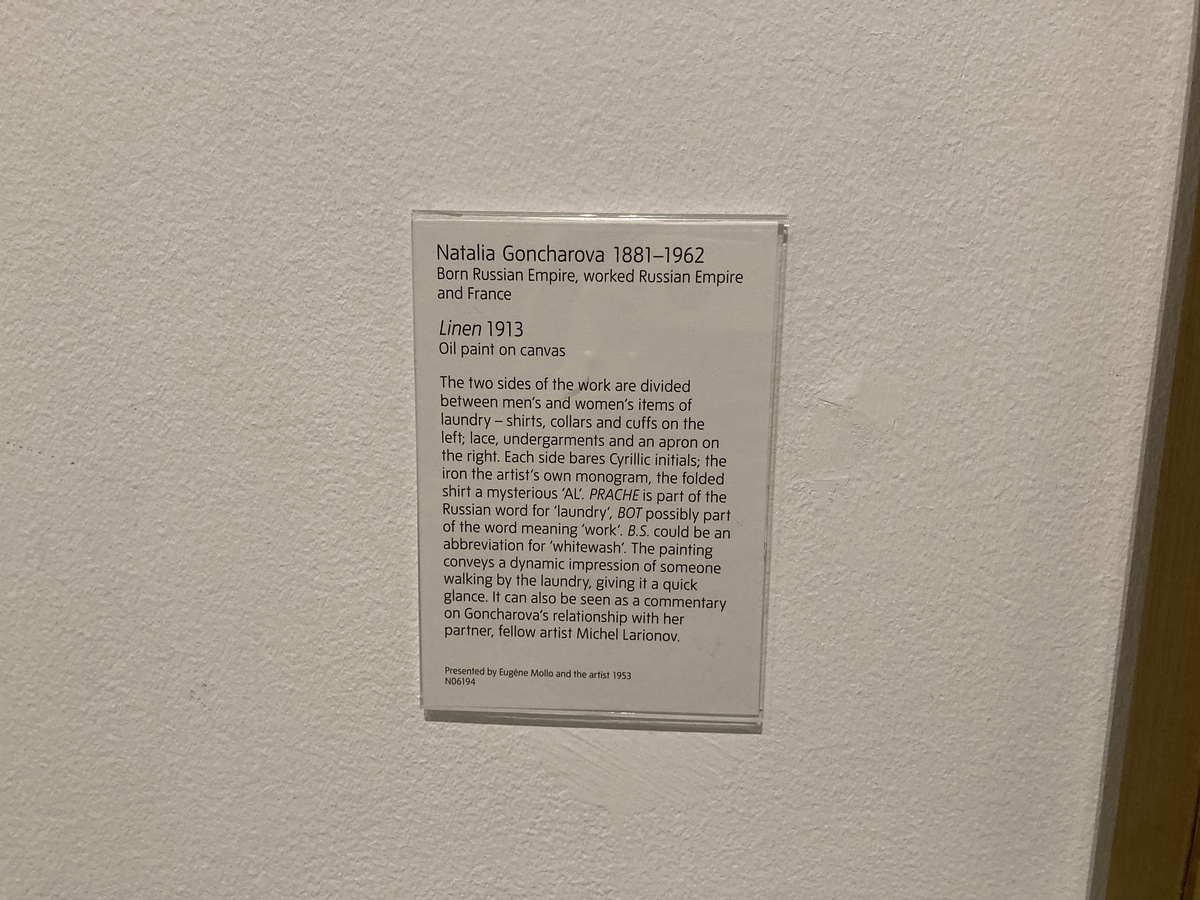 Natalia Goncharova 1881–1962
Born Russian Empire, worked Russian Empire
and France
Linen 1913
Oil paint on canvas
The two sides of the work are divided
between men's and women's items of
laundry – shirts, collars and cuffs on the
left; lace, undergarments and an apron on
the right. Each side bares Cyrillic initials; the
iron the artist's own monogram, the folded
shirt a mysterious 'AL'. PRACHE is part of the
Russian word for 'laundry', BOT possibly part
of the word meaning 'work'. B.S. could be an
abbreviation for 'whitewash'. The painting
conveys a dynamic impression of someone
walking by the laundry, giving it a quick
glance. It can also be seen as a commentary
on Goncharova's relationship with her
partner, fellow artist Michel Larionov.
Presented by Eugène Mollo and the artist 1953
N06194